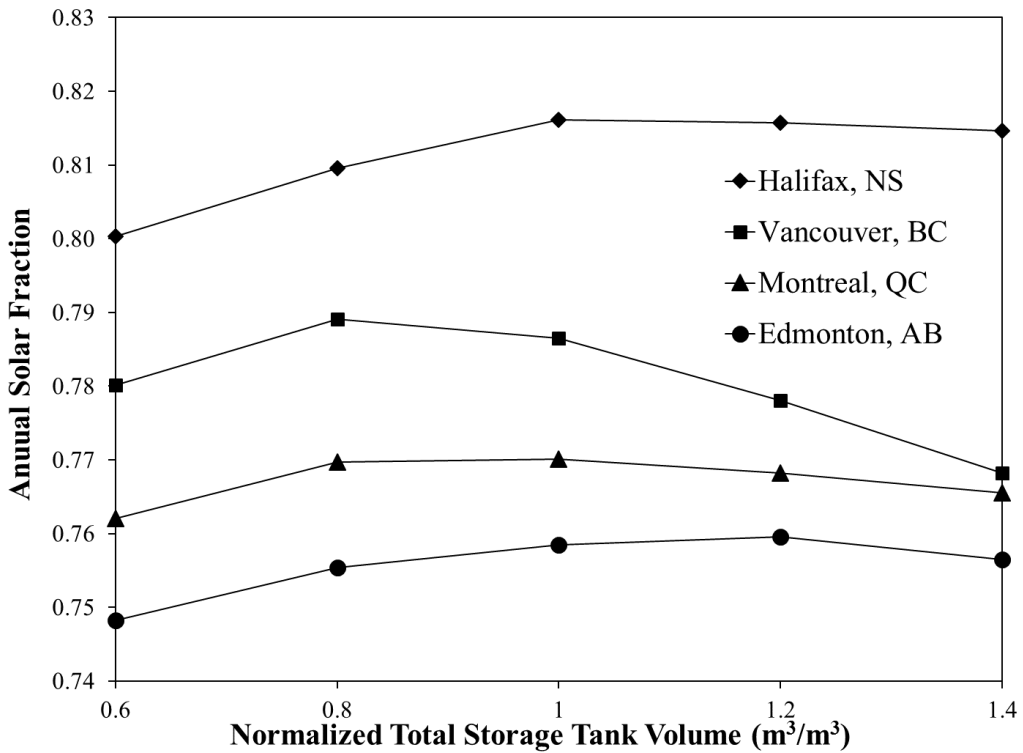 0.83
0.82
0.81
0.80
0.79
0.78
0.77
0.76
0.75
0.74
Anuual Solar Fraction
Halifax, NS
Vancouver, BC
Montreal, QC
Edmonton, AB
0.6 0.8 1 1.2 1.4
Normalized Total Storage Tank Volume (m³/m³)